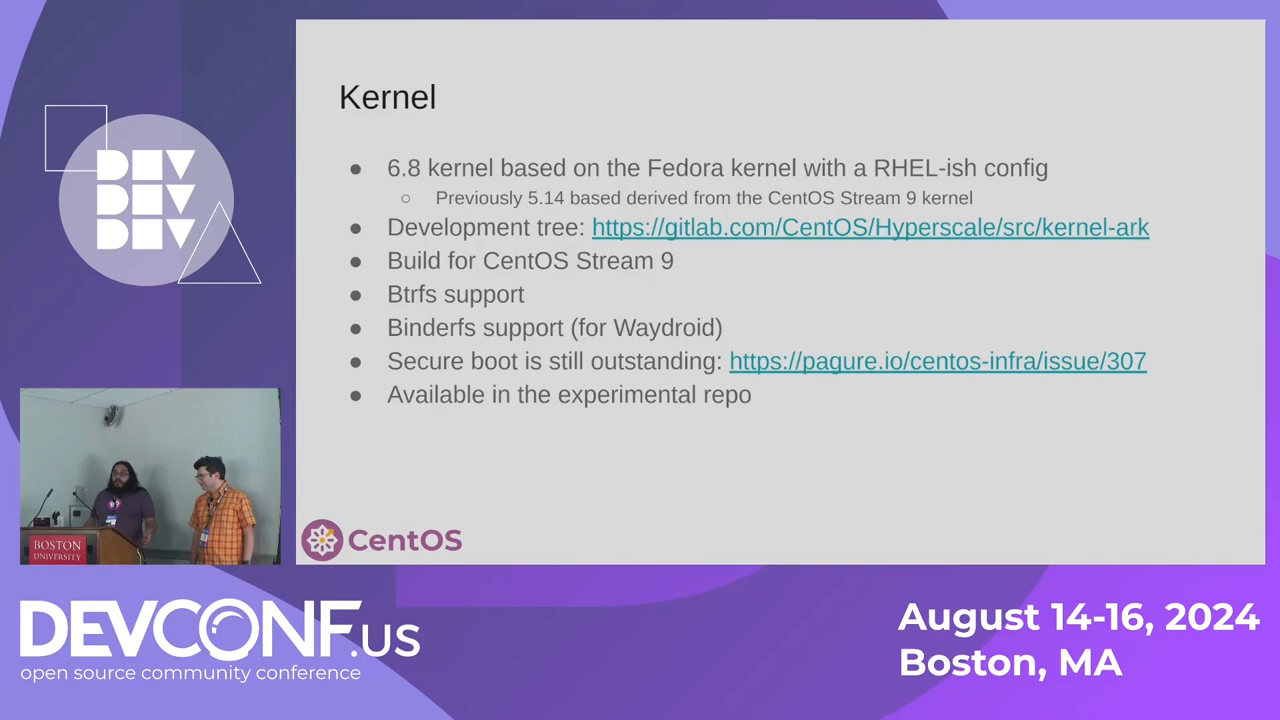 DEV
DEV
DEV
Kernel
● 6.8 kernel based on the Fedora kernel with a RHEL-ish config
○ Previously 5.14 based derived from the CentOS Stream 9 kernel
● Development tree: https://gitlab.com/CentOS/Hyperscale/src/kernel-ark
● Build for CentOS Stream 9
● Btrfs support
● Binderfs support (for Waydroid)
● Secure boot is still outstanding: https://pagure.io/centos-infra/issue/307
● Available in the experimental repo
CentOS
BOSTON
UNIVERSITY
DEVCONF.US
open source community conference
August 14-16, 2024
Boston, MA